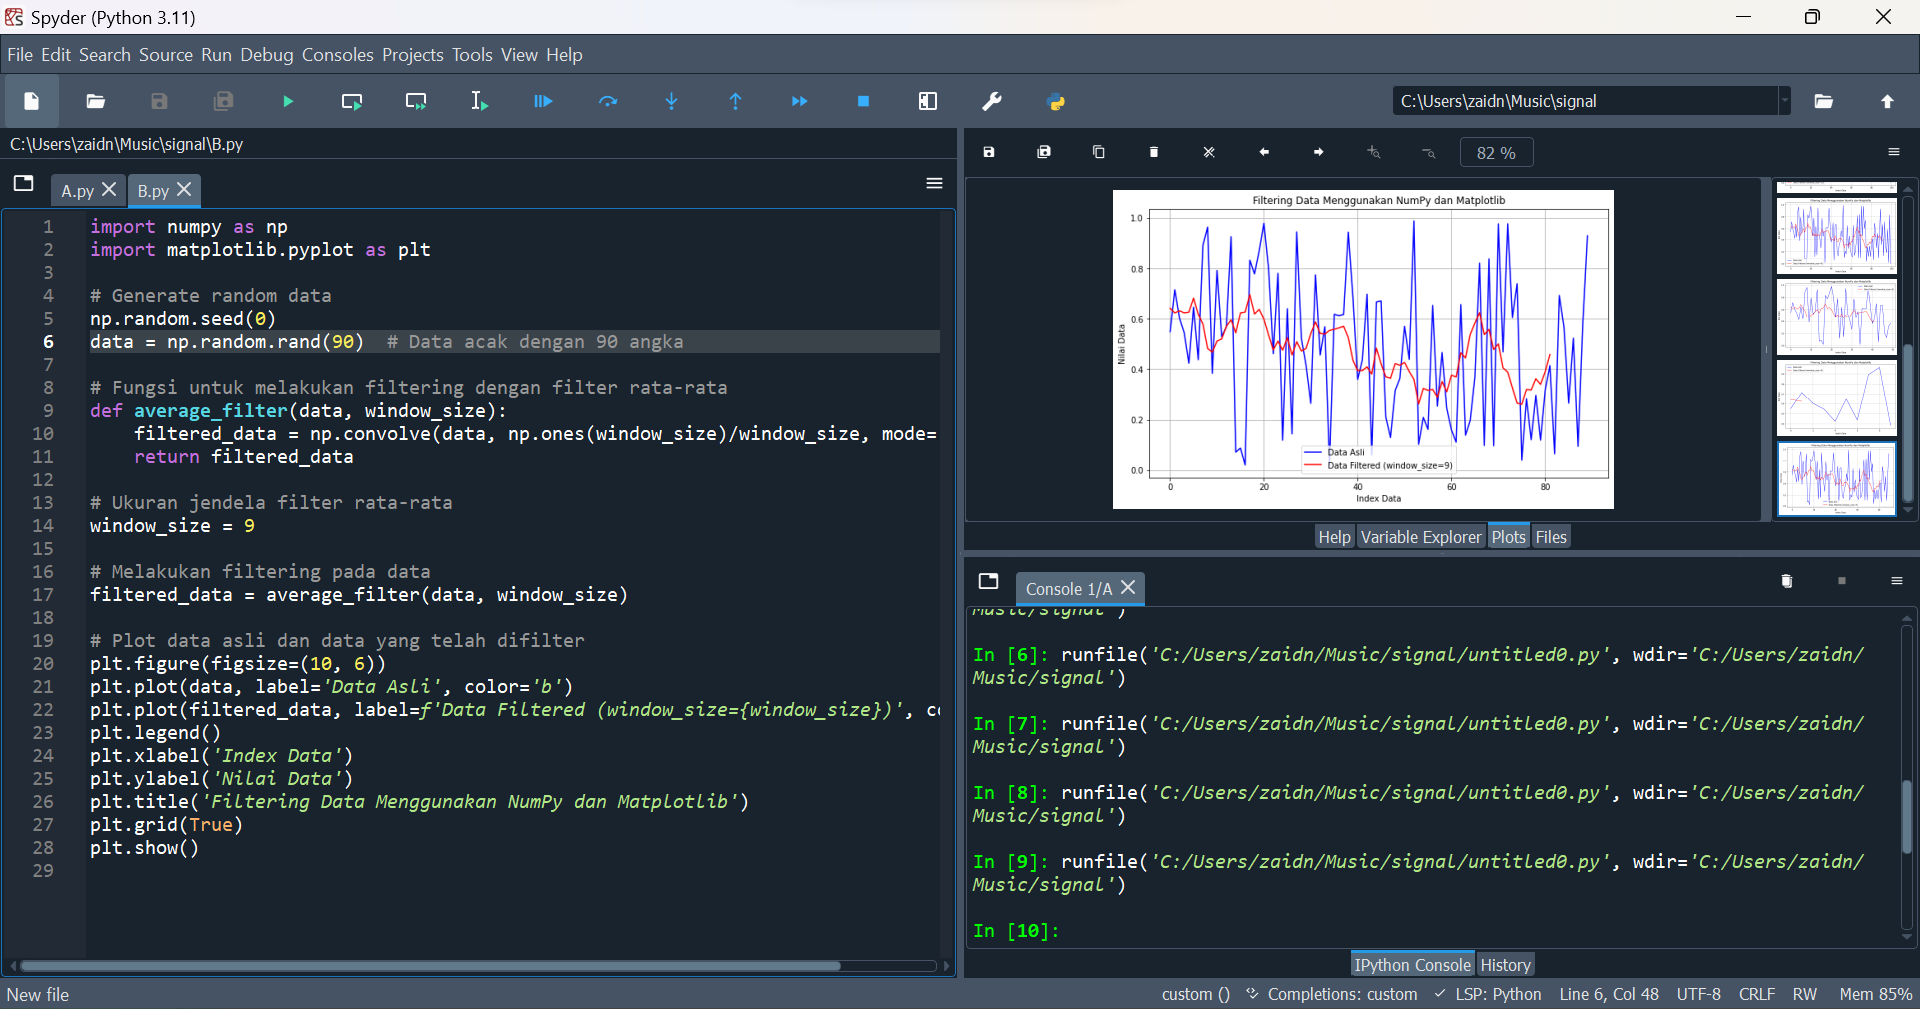 Spyder (Python 3.11)
File Edit Search Source Run Debug Consoles Projects Tools View Help
C:\Users\zaidn\Music\signal
C:\Users\zaidn\Music\signal\B.py
A.py
B.py
1 import numpy as np
2 import matplotlib.pyplot as plt
3
4 # Generate random data
5 np.random.seed(0)
6 data = np.random.rand(90)  # Data acak dengan 90 angka
7
8 # Fungsi untuk melakukan filtering dengan filter rata-rata
9 def average_filter(data, window_size):
10     filtered_data = np.convolve(data, np.ones(window_size)/window_size, mode=
11     return filtered_data
12
13 # Ukuran jendela filter rata-rata
14 window_size = 9
15
16 # Melakukan filtering pada data
17 filtered_data = average_filter(data, window_size)
18
19 # Plot data asli dan data yang telah difilter
20 plt.figure(figsize=(10, 6))
21 plt.plot(data, label='Data Asli', color='b')
22 plt.plot(filtered_data, label=f'Data Filtered (window_size={window_size})', co
23 plt.legend()
24 plt.xlabel('Index Data')
25 plt.ylabel('Nilai Data')
26 plt.title('Filtering Data Menggunakan NumPy dan Matplotlib')
27 plt.grid(True)
28 plt.show()
29
82 %
Filtering Data Menggunakan NumPy dan Matplotlib
1.0
0.8
0.6
0.4
0.2
0.0
Nilai Data
Data Asli
Data Filtered (window_size=9)
0 20 40 60 80
Index Data
Help Variable Explorer Plots Files
Console 1/A
Music/signal')
In [6]: runfile('C:/Users/zaidn/Music/signal/untitled0.py', wdir='C:/Users/zaidn/
Music/signal')
In [7]: runfile('C:/Users/zaidn/Music/signal/untitled0.py', wdir='C:/Users/zaidn/
Music/signal')
In [8]: runfile('C:/Users/zaidn/Music/signal/untitled0.py', wdir='C:/Users/zaidn/
Music/signal')
In [9]: runfile('C:/Users/zaidn/Music/signal/untitled0.py', wdir='C:/Users/zaidn/
Music/signal')
In [10]:
IPython Console History
New file
custom () Completions: custom LSP: Python Line 6, Col 48 UTF-8 CRLF RW Mem 85%